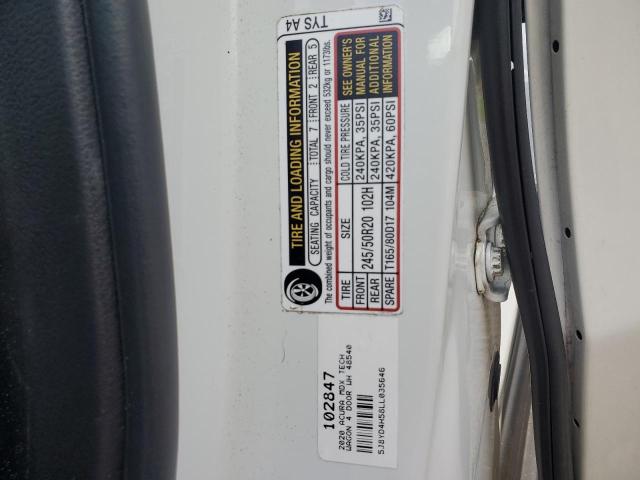 TIRE AND LOADING INFORMATION
SEATING CAPACITY TOTAL 7 FRONT 2 REAR 5
The combined weight of occupants and cargo should never exceed 532kg or 1173lbs.
TIRE SIZE COLD TIRE PRESSURE
FRONT 245/50R20 102H 240KPA, 35PSI
REAR 240KPA, 35PSI
SPARE T165/80D17 104M 420KPA, 60PSI
SEE OWNER'S
MANUAL FOR
ADDITIONAL
INFORMATION
TYS A4
102847
2020 ACURA MDX TECH
WAGON 4 DOOR WH 48540
5J8YD4H58LL035646